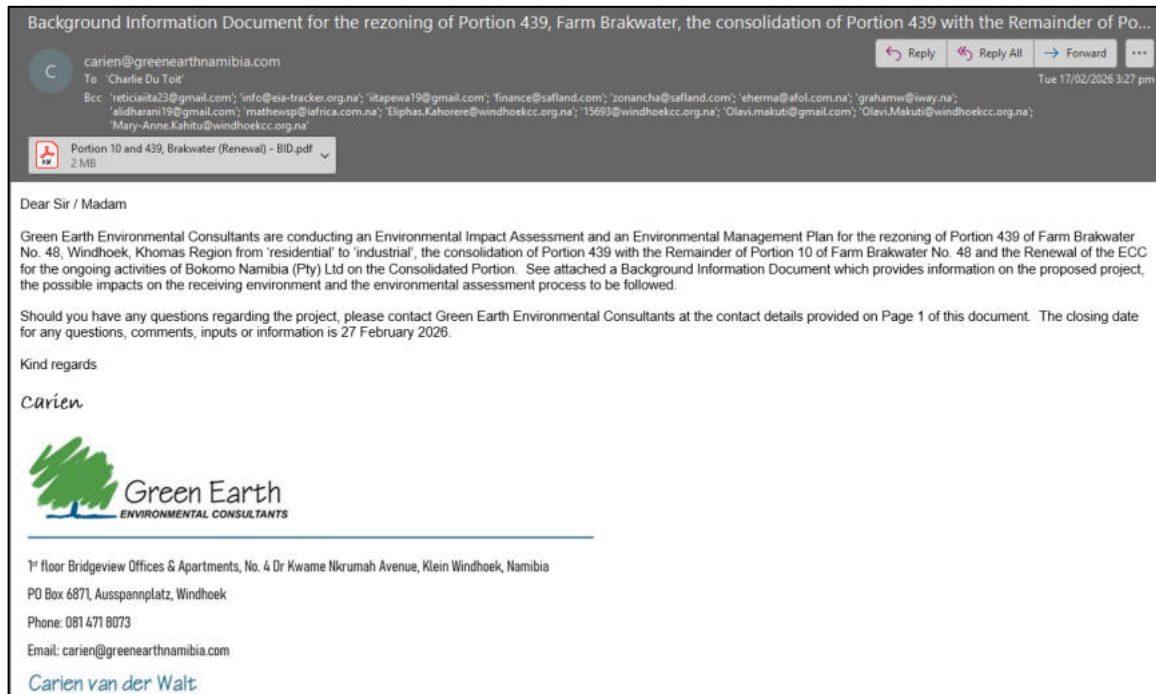 Background Information Document for the rezoning of Portion 439, Farm Brakwater, the consolidation of Portion 439 with the Remainder of Po...
C
carien@greenearthnamibia.com
To 'Charlie Du Toit'
Reply
Reply All
Forward
...
Tue 17/02/2026 3:27 pm
Bcc 'reticiaiita23@gmail.com'; 'info@eia-tracker.org.na'; 'iitapewa19@gmail.com'; 'finance@safland.com'; 'zonancha@safland.com'; 'eherma@afol.com.na'; 'grahamw@iway.na';
'alidharani19@gmail.com'; 'mathewsp@iafrica.com.na'; 'Eliphas.Kahorere@windhoekcc.org.na'; '15693@windhoekcc.org.na'; 'Olavi.makuti@gmail.com'; 'Olavi.Makuti@windhoekcc.org.na';
'Mary-Anne.Kahitu@windhoekcc.org.na'
PDF
Portion 10 and 439, Brakwater (Renewal) - BID.pdf
2 MB
Dear Sir / Madam
Green Earth Environmental Consultants are conducting an Environmental Impact Assessment and an Environmental Management Plan for the rezoning of Portion 439 of Farm Brakwater
No. 48, Windhoek, Khomas Region from 'residential' to 'industrial', the consolidation of Portion 439 with the Remainder of Portion 10 of Farm Brakwater No. 48 and the Renewal of the ECC
for the ongoing activities of Bokomo Namibia (Pty) Ltd on the Consolidated Portion. See attached a Background Information Document which provides information on the proposed project,
the possible impacts on the receiving environment and the environmental assessment process to be followed.
Should you have any questions regarding the project, please contact Green Earth Environmental Consultants at the contact details provided on Page 1 of this document. The closing date
for any questions, comments, inputs or information is 27 February 2026.
Kind regards
Carien
Green Earth
ENVIRONMENTAL CONSULTANTS
1st floor Bridgeview Offices & Apartments, No. 4 Dr Kwame Nkrumah Avenue, Klein Windhoek, Namibia
PO Box 6871, Ausspannplatz, Windhoek
Phone: 081 471 8073
Email: carien@greenearthnamibia.com
Carien van der Walt